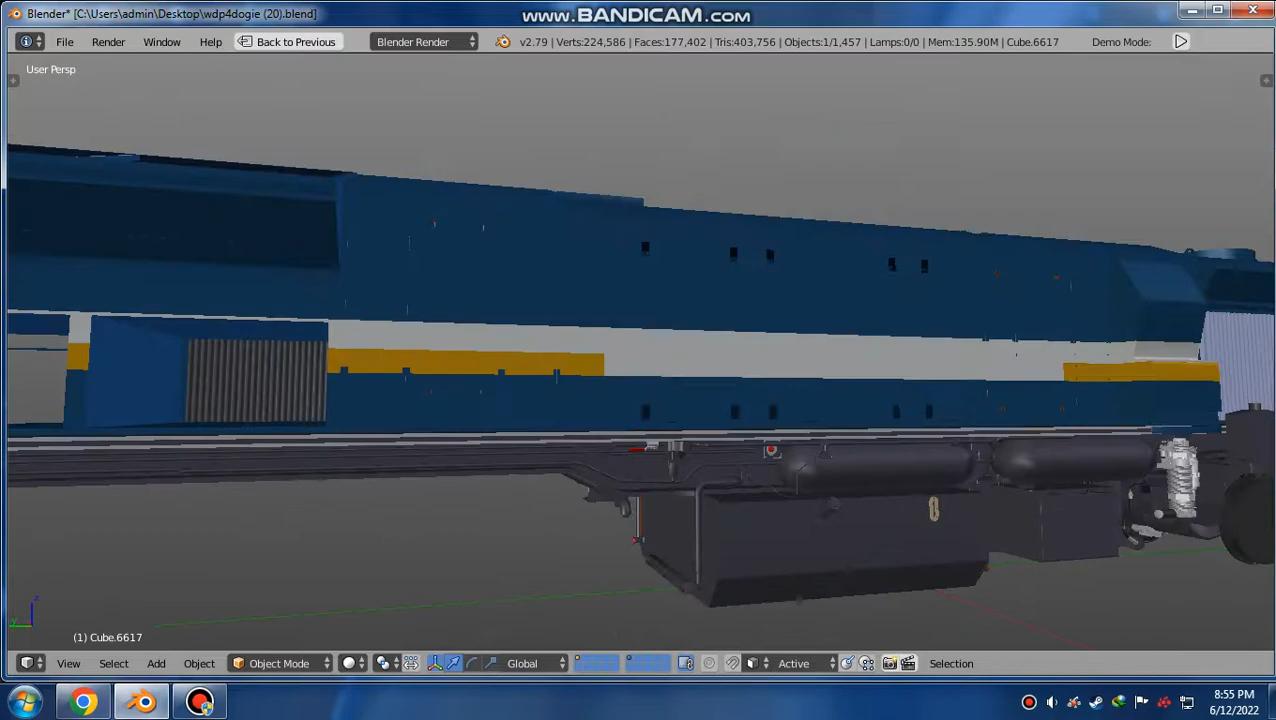 Blender* [C:\Users\admin\Desktop\wdp4dogie (20).blend]
www.BANDICAM.com
File Render Window Help Back to Previous Blender Render v2.79 | Verts:224,586 | Faces:177,402 | Tris:403,756 | Objects:1/1,457 | Lamps:0/0 | Mem:135.90M | Cube.6617 Demo Mode:
User Persp
z
y
(1) Cube.6617
View Select Add Object Object Mode Global Active Selection
8:55 PM
6/12/2022